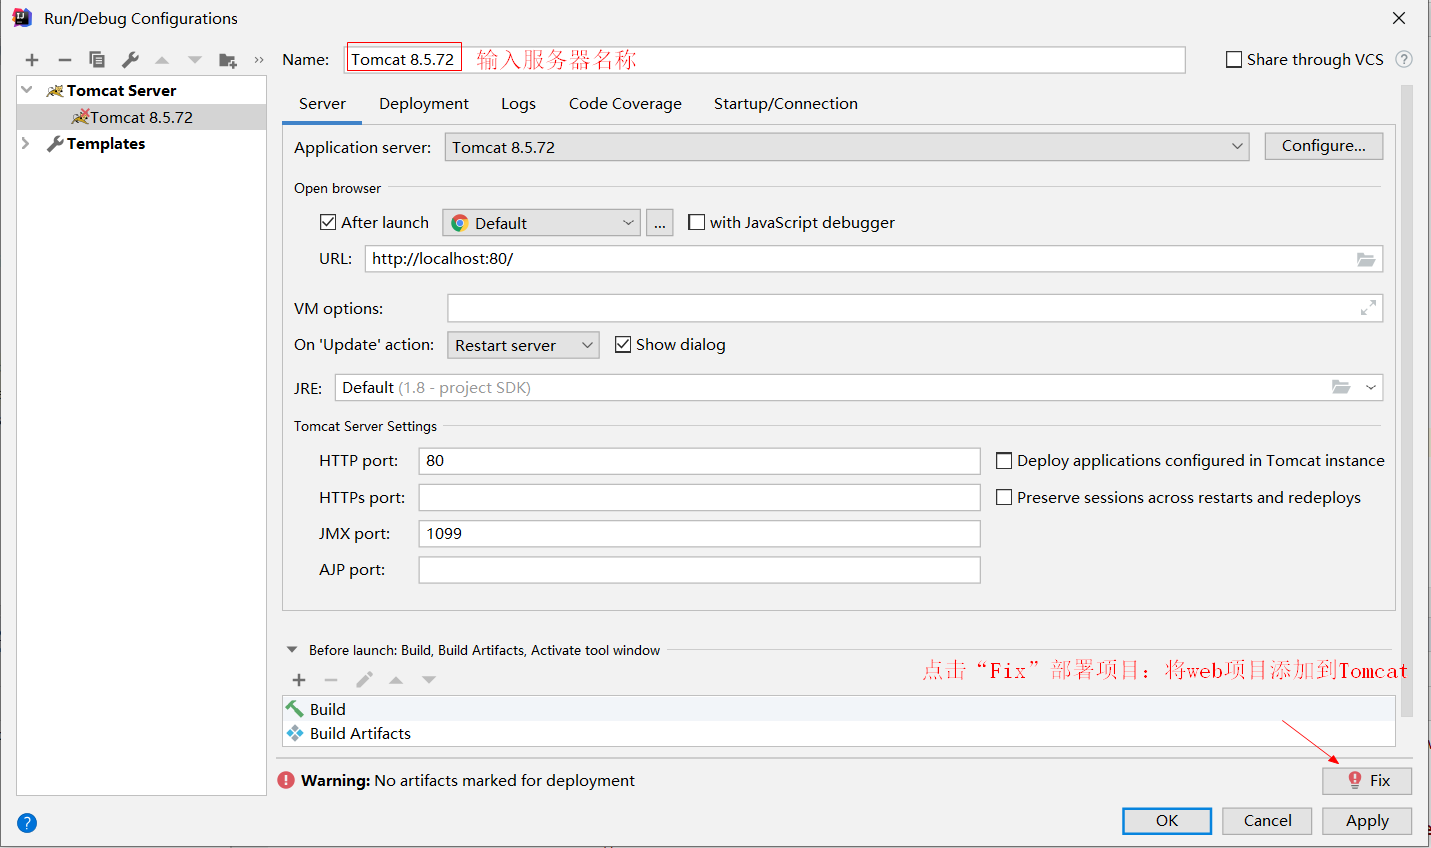 Run/Debug Configurations
Name: Tomcat 8.5.72 输入服务器名称 Share through VCS ?
Tomcat Server
Tomcat 8.5.72
Templates
Server Deployment Logs Code Coverage Startup/Connection
Application server: Tomcat 8.5.72 Configure...
Open browser
After launch Default ... with JavaScript debugger
URL: http://localhost:80/
VM options:
On 'Update' action: Restart server Show dialog
JRE: Default (1.8 - project SDK)
Tomcat Server Settings
HTTP port: 80 Deploy applications configured in Tomcat instance
HTTPs port: Preserve sessions across restarts and redeploys
JMX port: 1099
AJP port:
Before launch: Build, Build Artifacts, Activate tool window
点击“Fix”部署项目：将web项目添加到Tomcat
Build
Build Artifacts
Warning: No artifacts marked for deployment Fix
? OK Cancel Apply